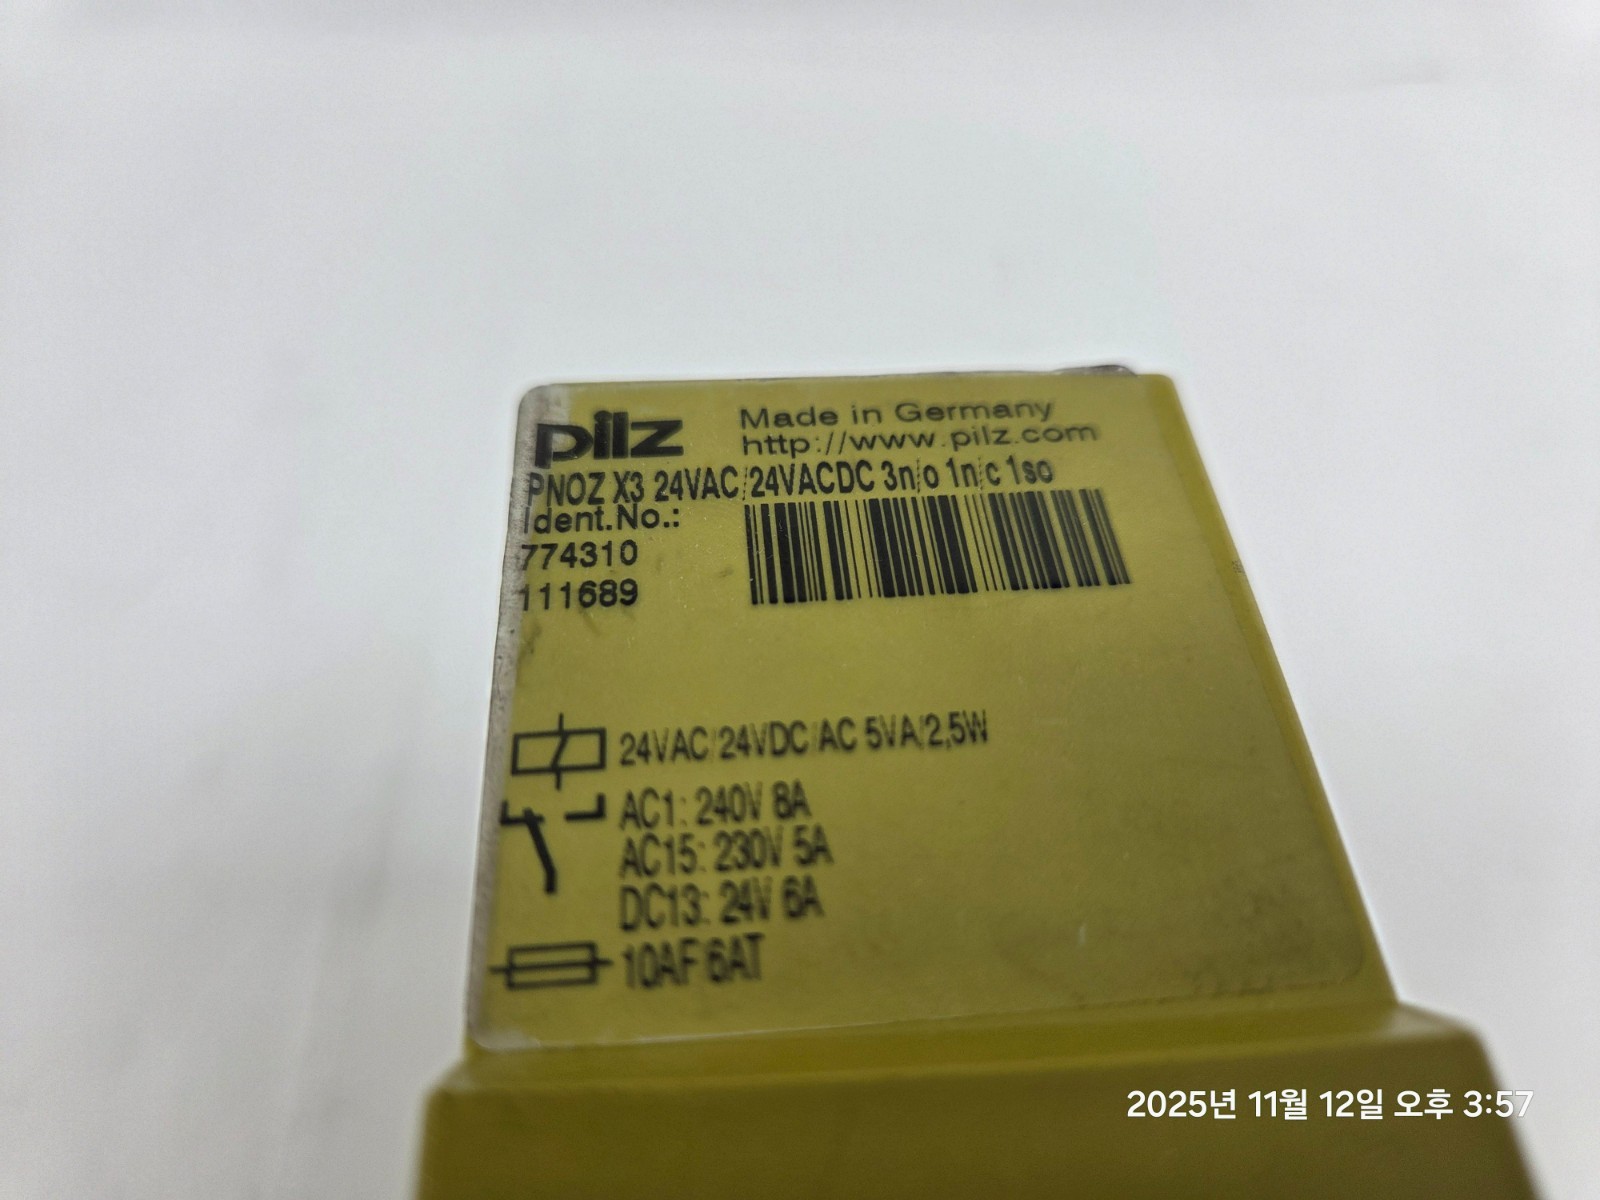 pilz
Made in Germany
http://www.pilz.com
PNOZ X3 24VAC/24VACDC 3n/o 1n/c 1so
Ident.No.:
774310
111689
24VAC/24VDC/AC 5VA/2,5W
AC1: 240V 8A
AC15: 230V 5A
DC13: 24V 6A
10AF/6AT
2025년 11월 12일 오후 3:57